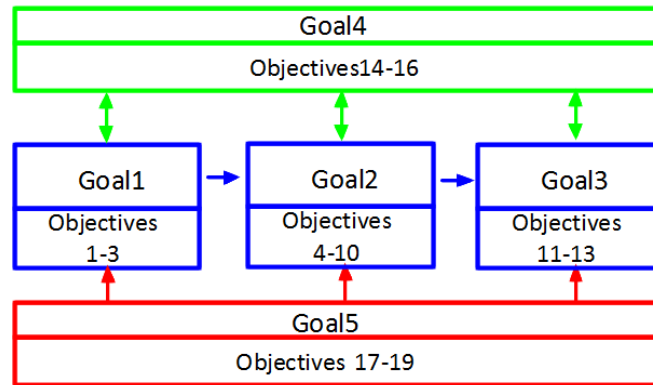 Goal4
Objectives14-16
Goal1
Objectives
1-3
Goal2
Objectives
4-10
Goal3
Objectives
11-13
Goal5
Objectives 17-19